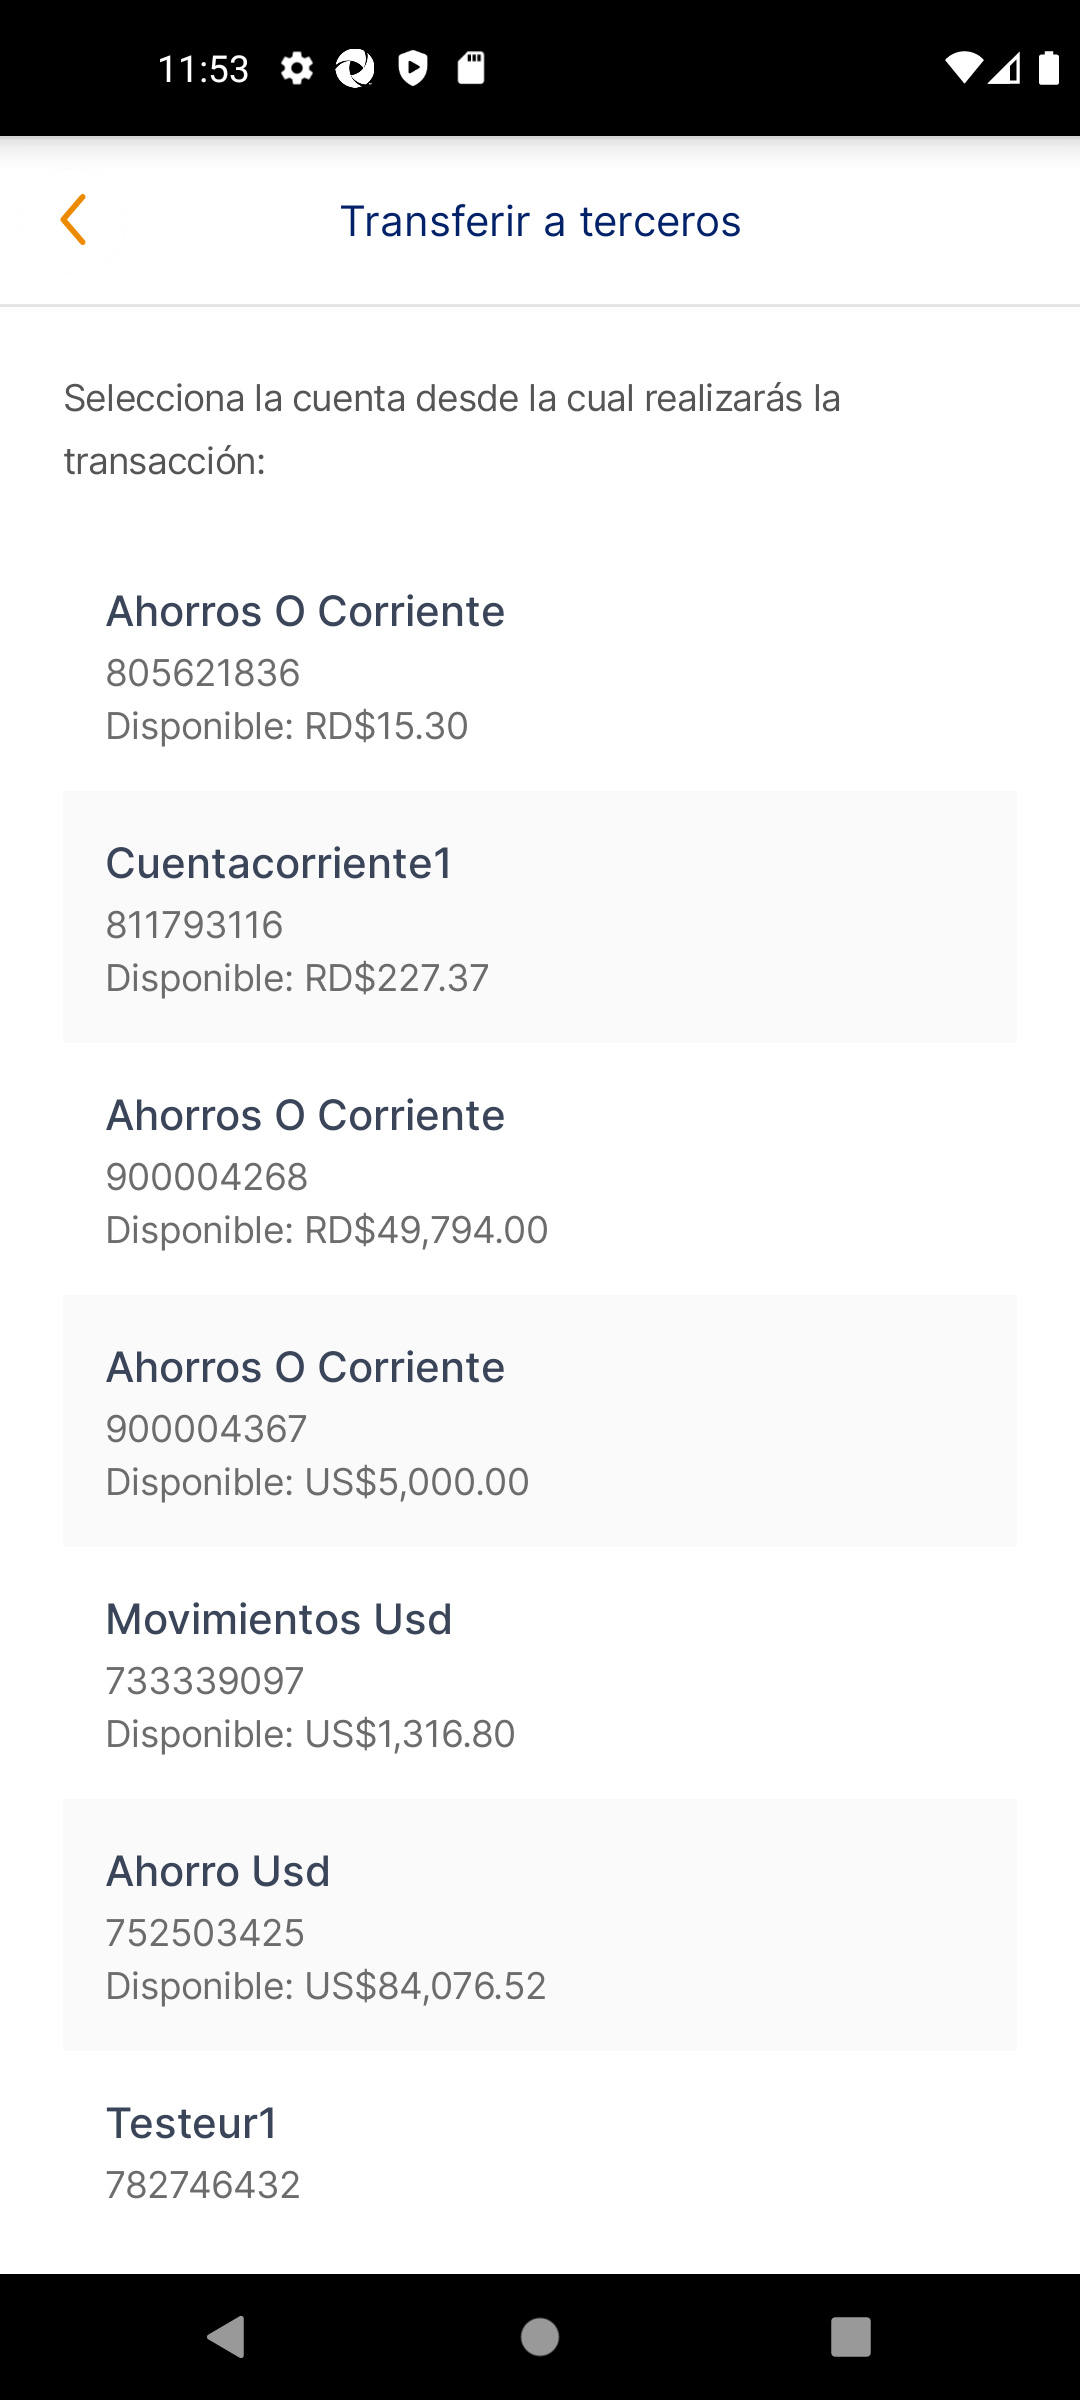 11:53
Transferir a terceros
Selecciona la cuenta desde la cual realizarás la
transacción:
Ahorros O Corriente
805621836
Disponible: RD$15.30
Cuentacorriente1
811793116
Disponible: RD$227.37
Ahorros O Corriente
900004268
Disponible: RD$49,794.00
Ahorros O Corriente
900004367
Disponible: US$5,000.00
Movimientos Usd
733339097
Disponible: US$1,316.80
Ahorro Usd
752503425
Disponible: US$84,076.52
Testeur1
782746432